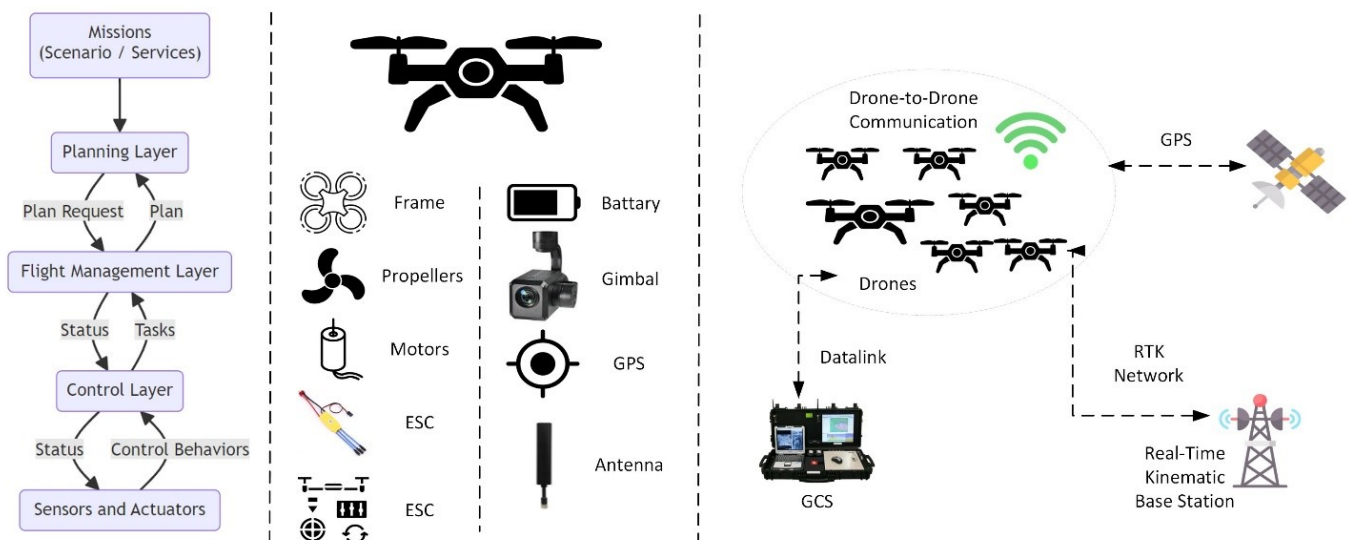 Missions
(Scenario / Services)
Planning Layer
Plan Request
Plan
Flight Management Layer
Status
Tasks
Control Layer
Status
Control Behaviors
Sensors and Actuators
Frame
Propellers
Motors
ESC
ESC
Battary
Gimbal
GPS
Antenna
Drone-to-Drone
Communication
Drones
GPS
Datalink
GCS
RTK
Network
Real-Time
Kinematic
Base Station